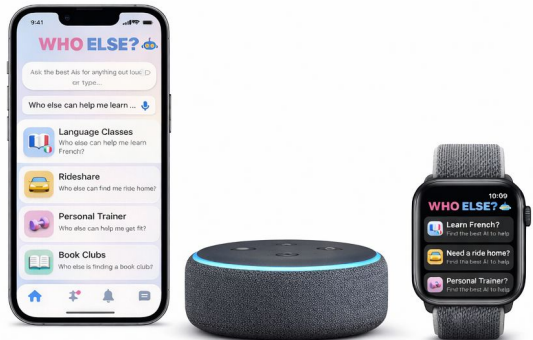 9:41
WHO ELSE?
Ask the best AIs for anything out loud
or type...
Who else can help me learn ...
Language Classes
Who else can help me learn
French?
Rideshare
Who else can find me ride home?
Personal Trainer
Who else can help me get fit?
Book Clubs
Who else is finding a book club?
10:09
WHO ELSE?
Learn French?
Find the best AI to help
Need a ride home?
Find the best AI to help
Personal Trainer?
Find the best AI to help